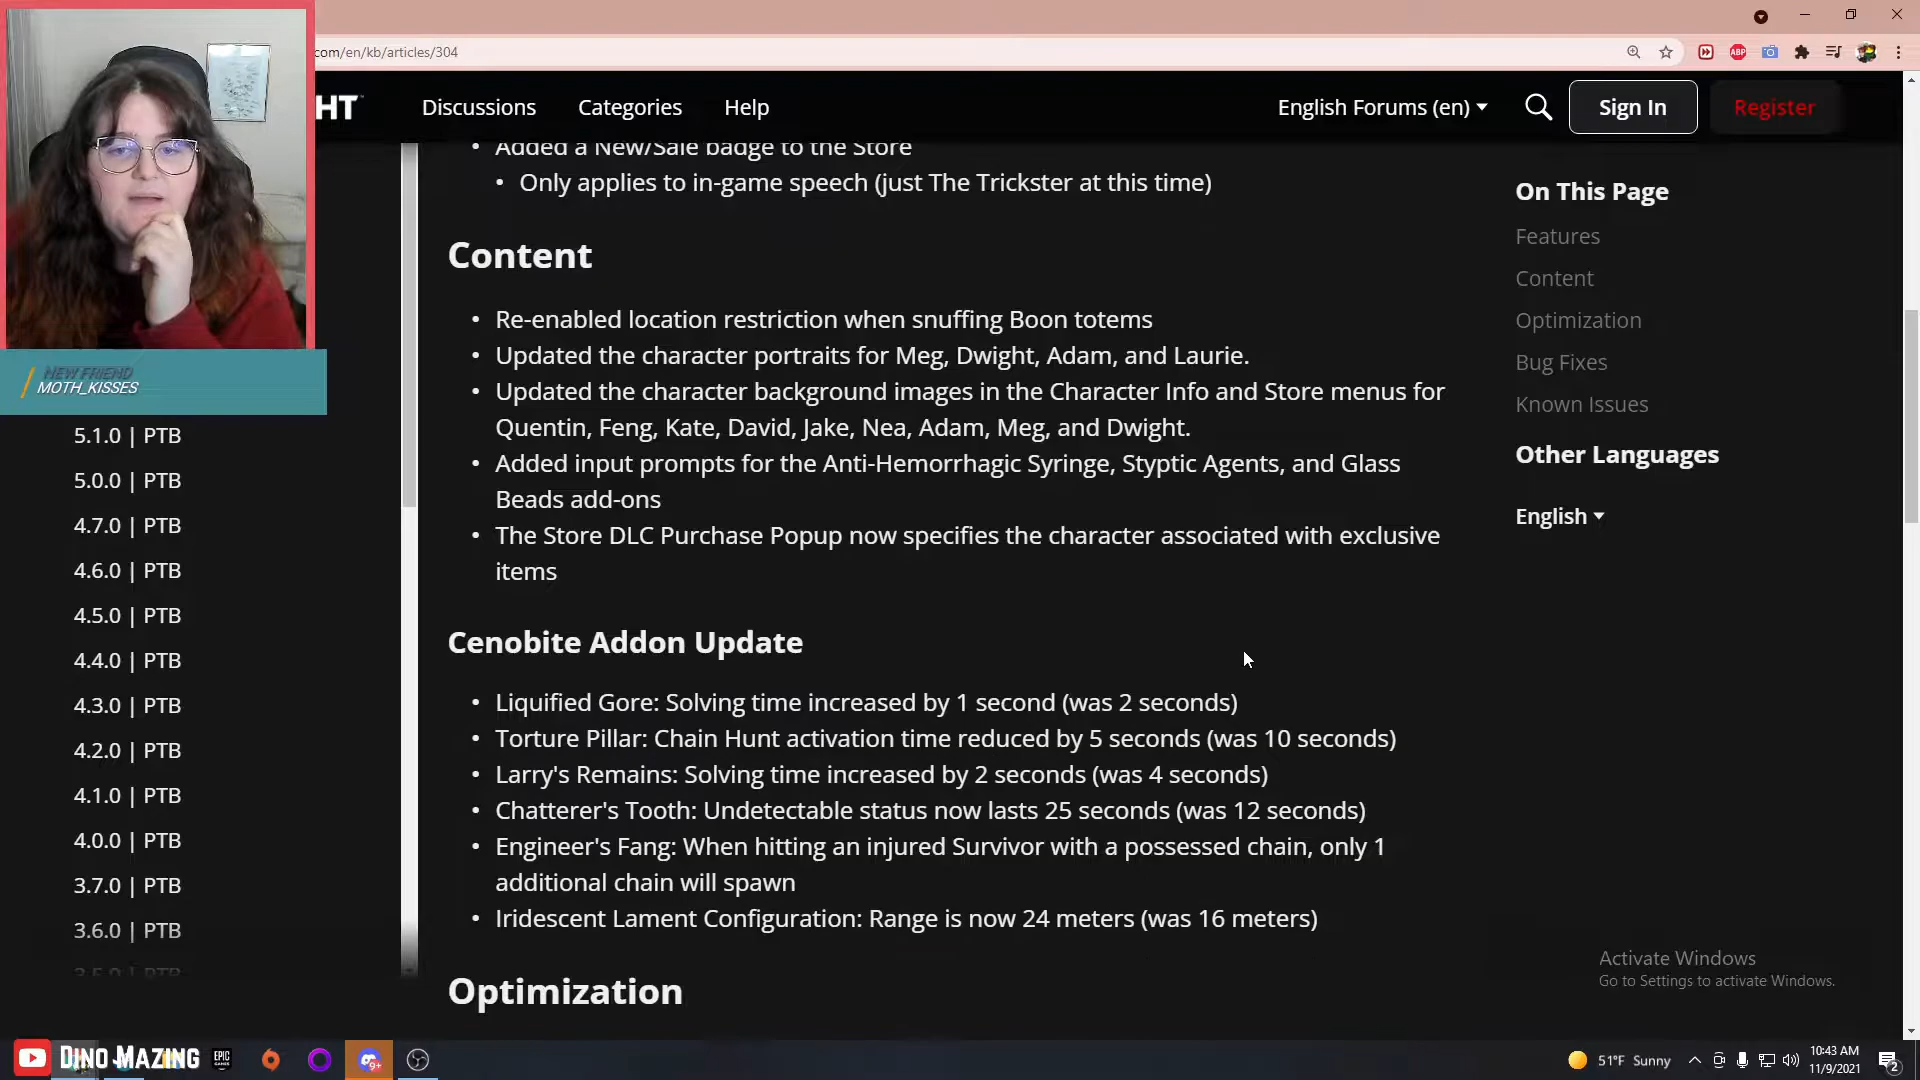 com/en/kb/articles/304
HT
Discussions
Categories
Help
English Forums (en)
Sign In
Register
Added a New/Sale badge to the Store
Only applies to in-game speech (just The Trickster at this time)
Content
Re-enabled location restriction when snuffing Boon totems
Updated the character portraits for Meg, Dwight, Adam, and Laurie.
Updated the character background images in the Character Info and Store menus for
Quentin, Feng, Kate, David, Jake, Nea, Adam, Meg, and Dwight.
Added input prompts for the Anti-Hemorrhagic Syringe, Styptic Agents, and Glass
Beads add-ons
The Store DLC Purchase Popup now specifies the character associated with exclusive
items
Cenobite Addon Update
Liquified Gore: Solving time increased by 1 second (was 2 seconds)
Torture Pillar: Chain Hunt activation time reduced by 5 seconds (was 10 seconds)
Larry's Remains: Solving time increased by 2 seconds (was 4 seconds)
Chatterer's Tooth: Undetectable status now lasts 25 seconds (was 12 seconds)
Engineer's Fang: When hitting an injured Survivor with a possessed chain, only 1
additional chain will spawn
Iridescent Lament Configuration: Range is now 24 meters (was 16 meters)
Optimization
On This Page
Features
Content
Optimization
Bug Fixes
Known Issues
Other Languages
English
NEW FRIEND
MOTH_KISSES
5.1.0 | PTB
5.0.0 | PTB
4.7.0 | PTB
4.6.0 | PTB
4.5.0 | PTB
4.4.0 | PTB
4.3.0 | PTB
4.2.0 | PTB
4.1.0 | PTB
4.0.0 | PTB
3.7.0 | PTB
3.6.0 | PTB
3.5.0 | PTB
Activate Windows
Go to Settings to activate Windows.
DINO MAZING
EPIC
9+
51°F Sunny
10:43 AM
11/9/2021
2
ABP